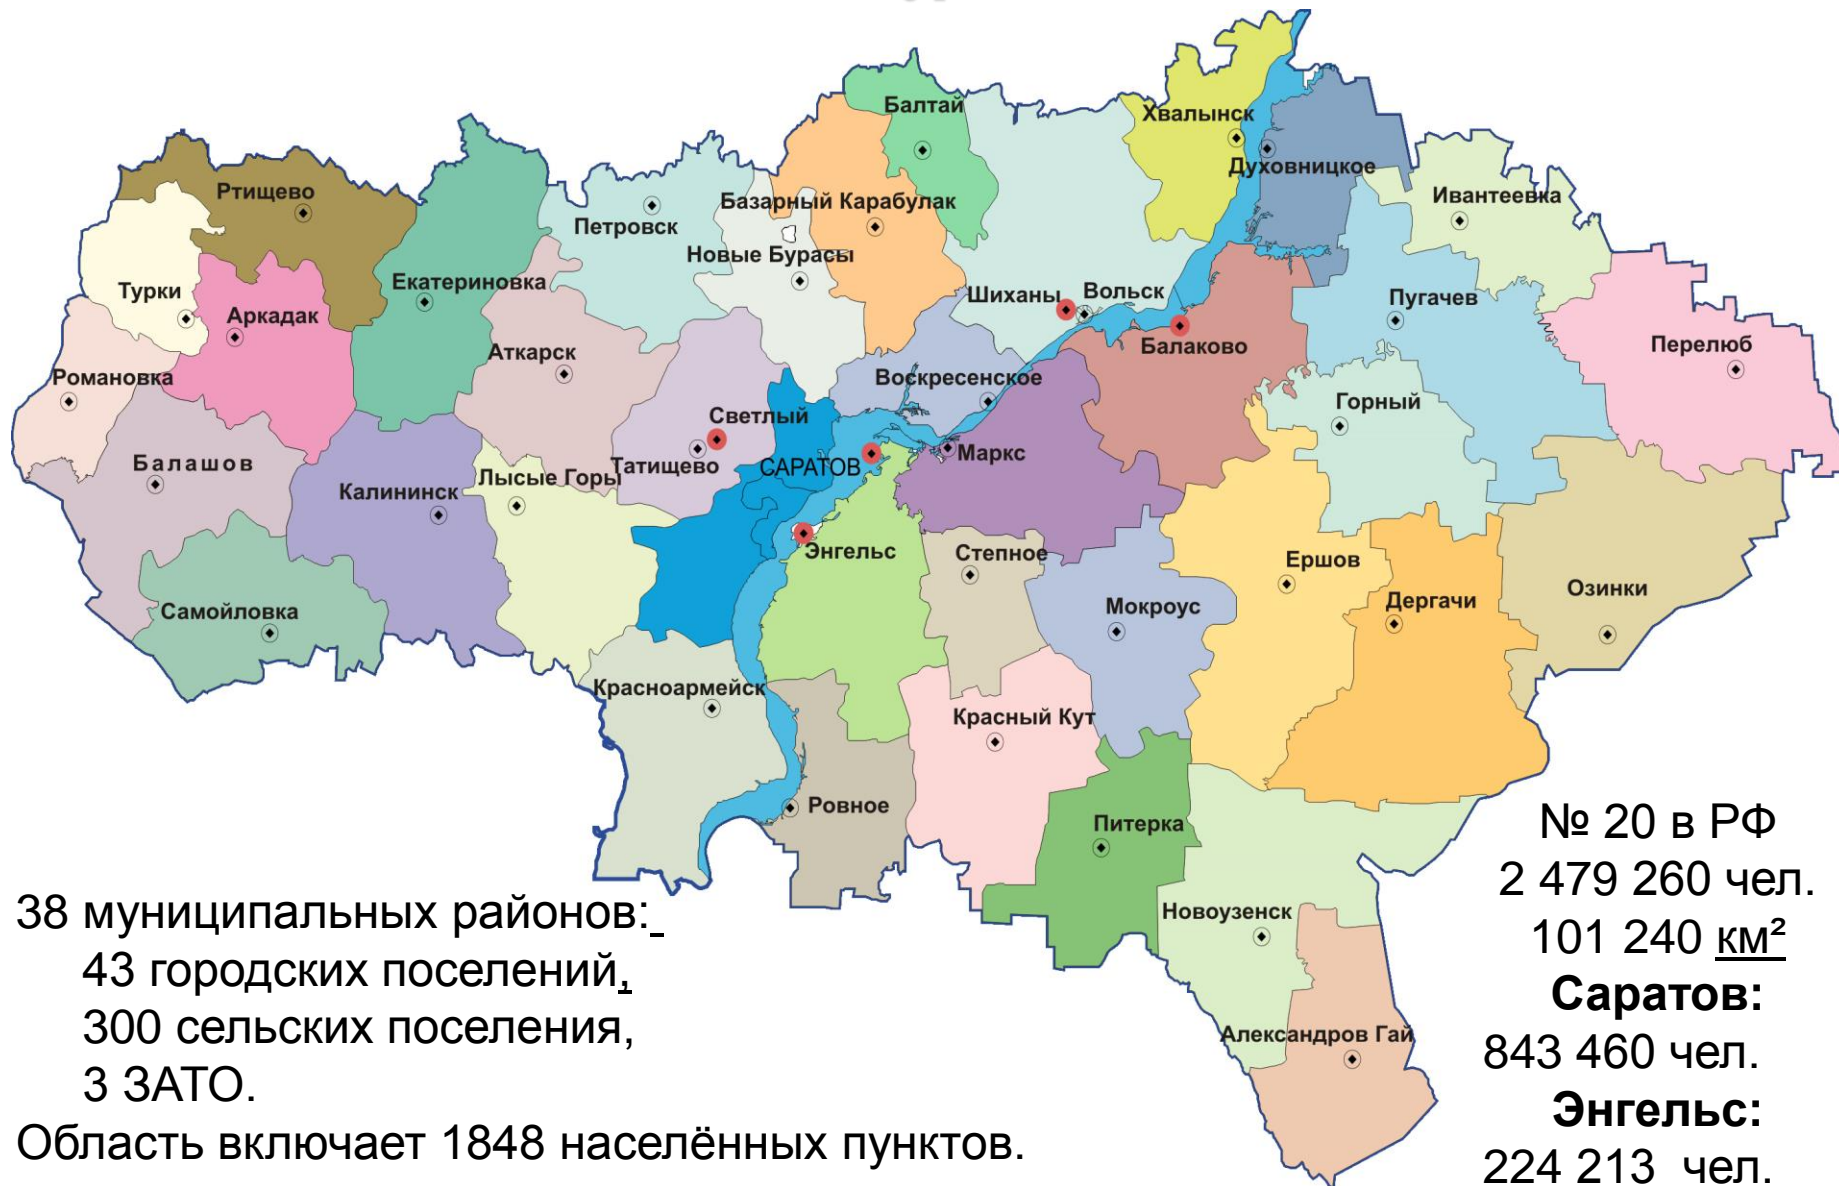 Балтай
Хвалынск
Духовницкое
Ртищево
Базарный Карабулак
Ивантеевка
Петровск
Новые Бурасы
Екатериновка
Турки
Аркадак
Шиханы
Вольск
Пугачев
Аткарск
Балаково
Перелюб
Романовка
Воскресенское
Горный
Светлый
Балашов
Татищево
САРАТОВ
Маркс
Калининск
Лысые Горы
Энгельс
Степное
Ершов
Озинки
Самойловка
Мокроус
Дергачи
Красноармейск
Красный Кут
Ровное
Питерка
Новоузенск
Александров Гай
38 муниципальных районов:
43 городских поселений,
300 сельских поселения,
3 ЗАТО.
Область включает 1848 населённых пунктов.
№ 20 в РФ
2 479 260 чел.
101 240 км²
Саратов:
843 460 чел.
Энгельс:
224 213 чел.